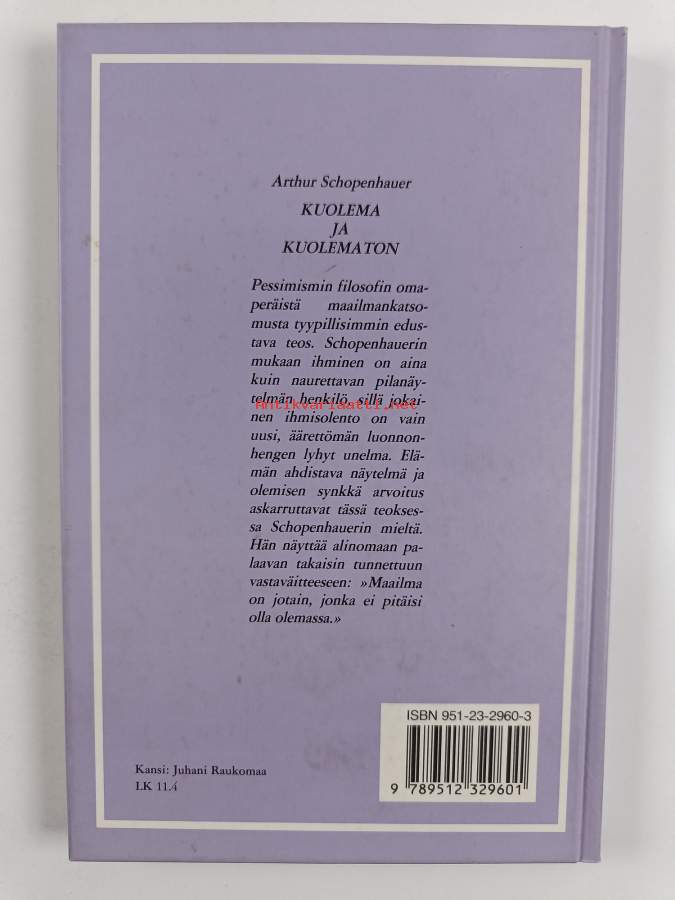 Arthur Schopenhauer
KUOLEMA
JA
KUOLEMATON
Pessimismin filosofin oma-
peräistä maailmankatso-
musta tyypillisimmin edus-
tava teos. Schopenhauerin
mukaan ihminen on aina
kuin naurettavan pilanäy-
telmän henkilö, sillä jokai-
antikvariaatti.net
nen ihmisolento on vain
uusi, äärettömän luonnon-
hengen lyhyt unelma. Elä-
män ahdistava näytelmä ja
olemisen synkkä arvoitus
askarruttavat tässä teokses-
sa Schopenhauerin mieltä.
Hän näyttää alinomaan pa-
laavan takaisin tunnettuun
vastaväitteeseen: »Maailma
on jotain, jonka ei pitäisi
olla olemassa.»
ISBN 951-23-2960-3
9 789512 329601
Kansi: Juhani Raukomaa
LK 11.4